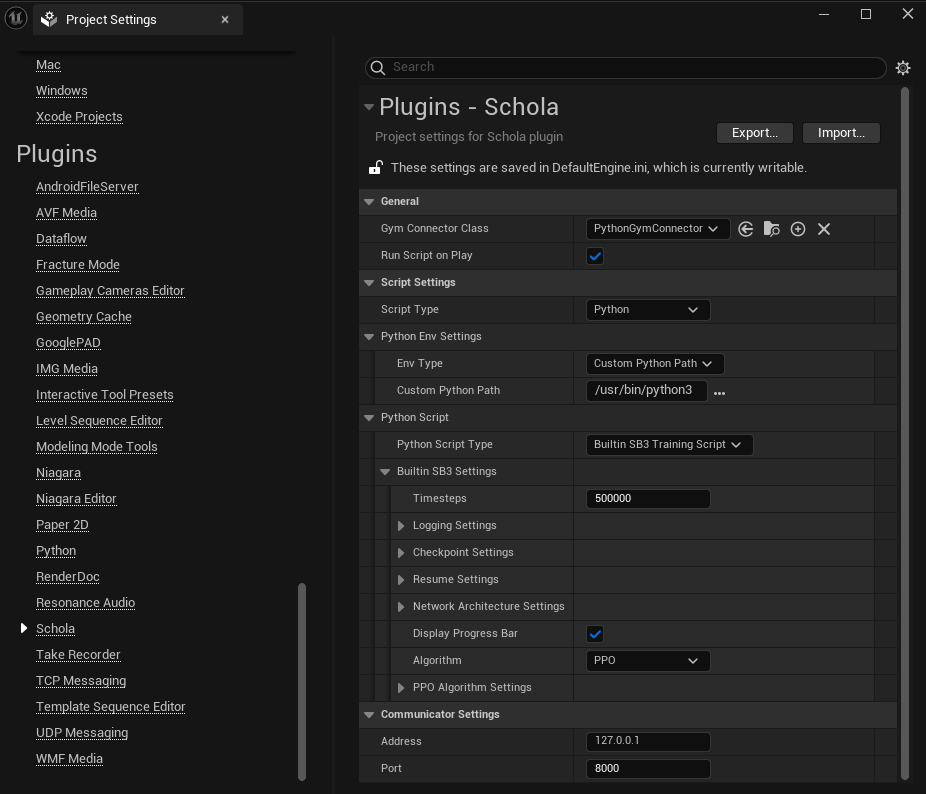 Project Settings
Mac
Windows
Xcode Projects
Plugins
AndroidFileServer
AVF Media
Dataflow
Fracture Mode
Gameplay Cameras Editor
Geometry Cache
GooglePAD
IMG Media
Interactive Tool Presets
Level Sequence Editor
Modeling Mode Tools
Niagara
Niagara Editor
Paper 2D
Python
RenderDoc
Resonance Audio
Schola
Take Recorder
TCP Messaging
Template Sequence Editor
UDP Messaging
WMF Media
Search
Plugins - Schola
Project settings for Schola plugin
Export...
Import...
These settings are saved in DefaultEngine.ini, which is currently writable.
General
Gym Connector Class PythonGymConnector
Run Script on Play
Script Settings
Script Type Python
Python Env Settings
Env Type Custom Python Path
Custom Python Path /usr/bin/python3 ...
Python Script
Python Script Type Builtin SB3 Training Script
Builtin SB3 Settings
Timesteps 500000
Logging Settings
Checkpoint Settings
Resume Settings
Network Architecture Settings
Display Progress Bar
Algorithm PPO
PPO Algorithm Settings
Communicator Settings
Address 127.0.0.1
Port 8000